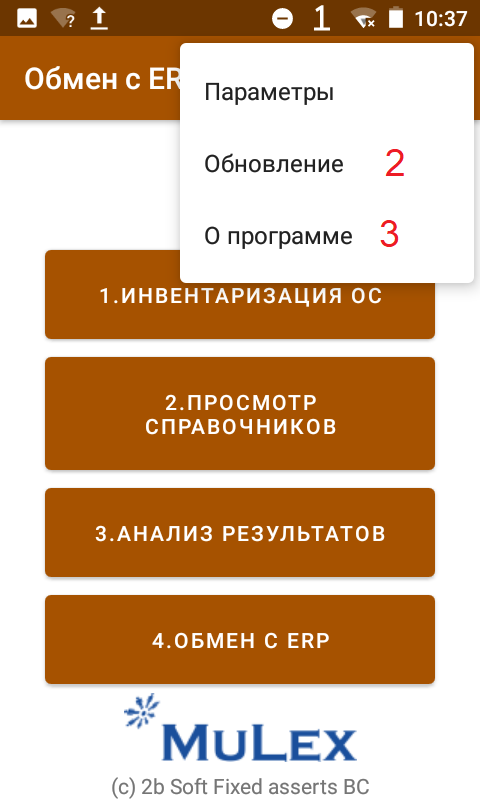 1 10:37
Обмен с ER
Параметры
Обновление 2
О программе 3
1.ИНВЕНТАРИЗАЦИЯ ОС
2.ПРОСМОТР
СПРАВОЧНИКОВ
3.АНАЛИЗ РЕЗУЛЬТАТОВ
4.ОБМЕН С ERP
MULEX
(c) 2b Soft Fixed asserts BC